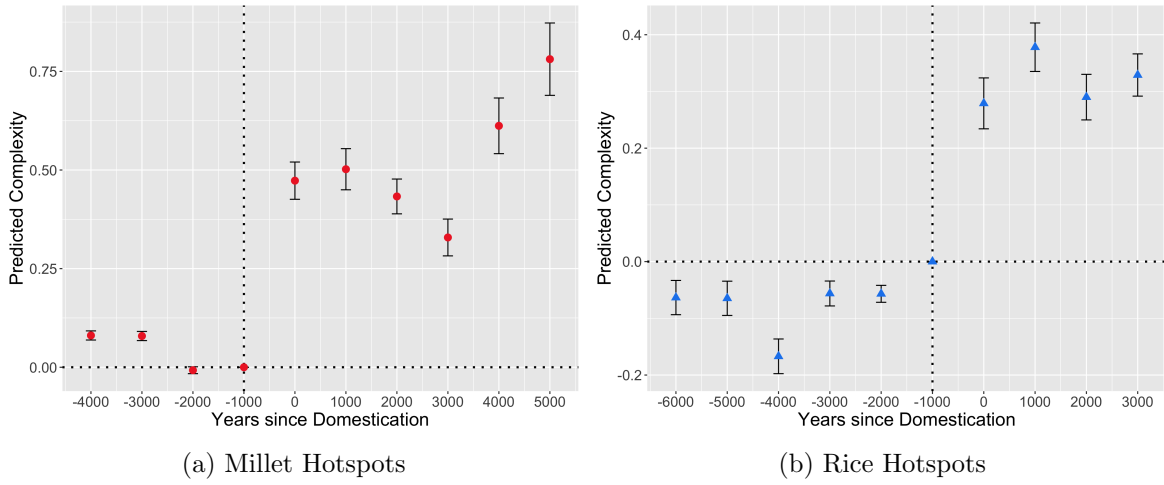 Predicted Complexity
0.75
0.50
0.25
0.00
-4000 -3000 -2000 -1000 0 1000 2000 3000 4000 5000
Years since Domestication
(a) Millet Hotspots
Predicted Complexity
0.4
0.2
0.0
-0.2
-6000 -5000 -4000 -3000 -2000 -1000 0 1000 2000 3000
Years since Domestication
(b) Rice Hotspots